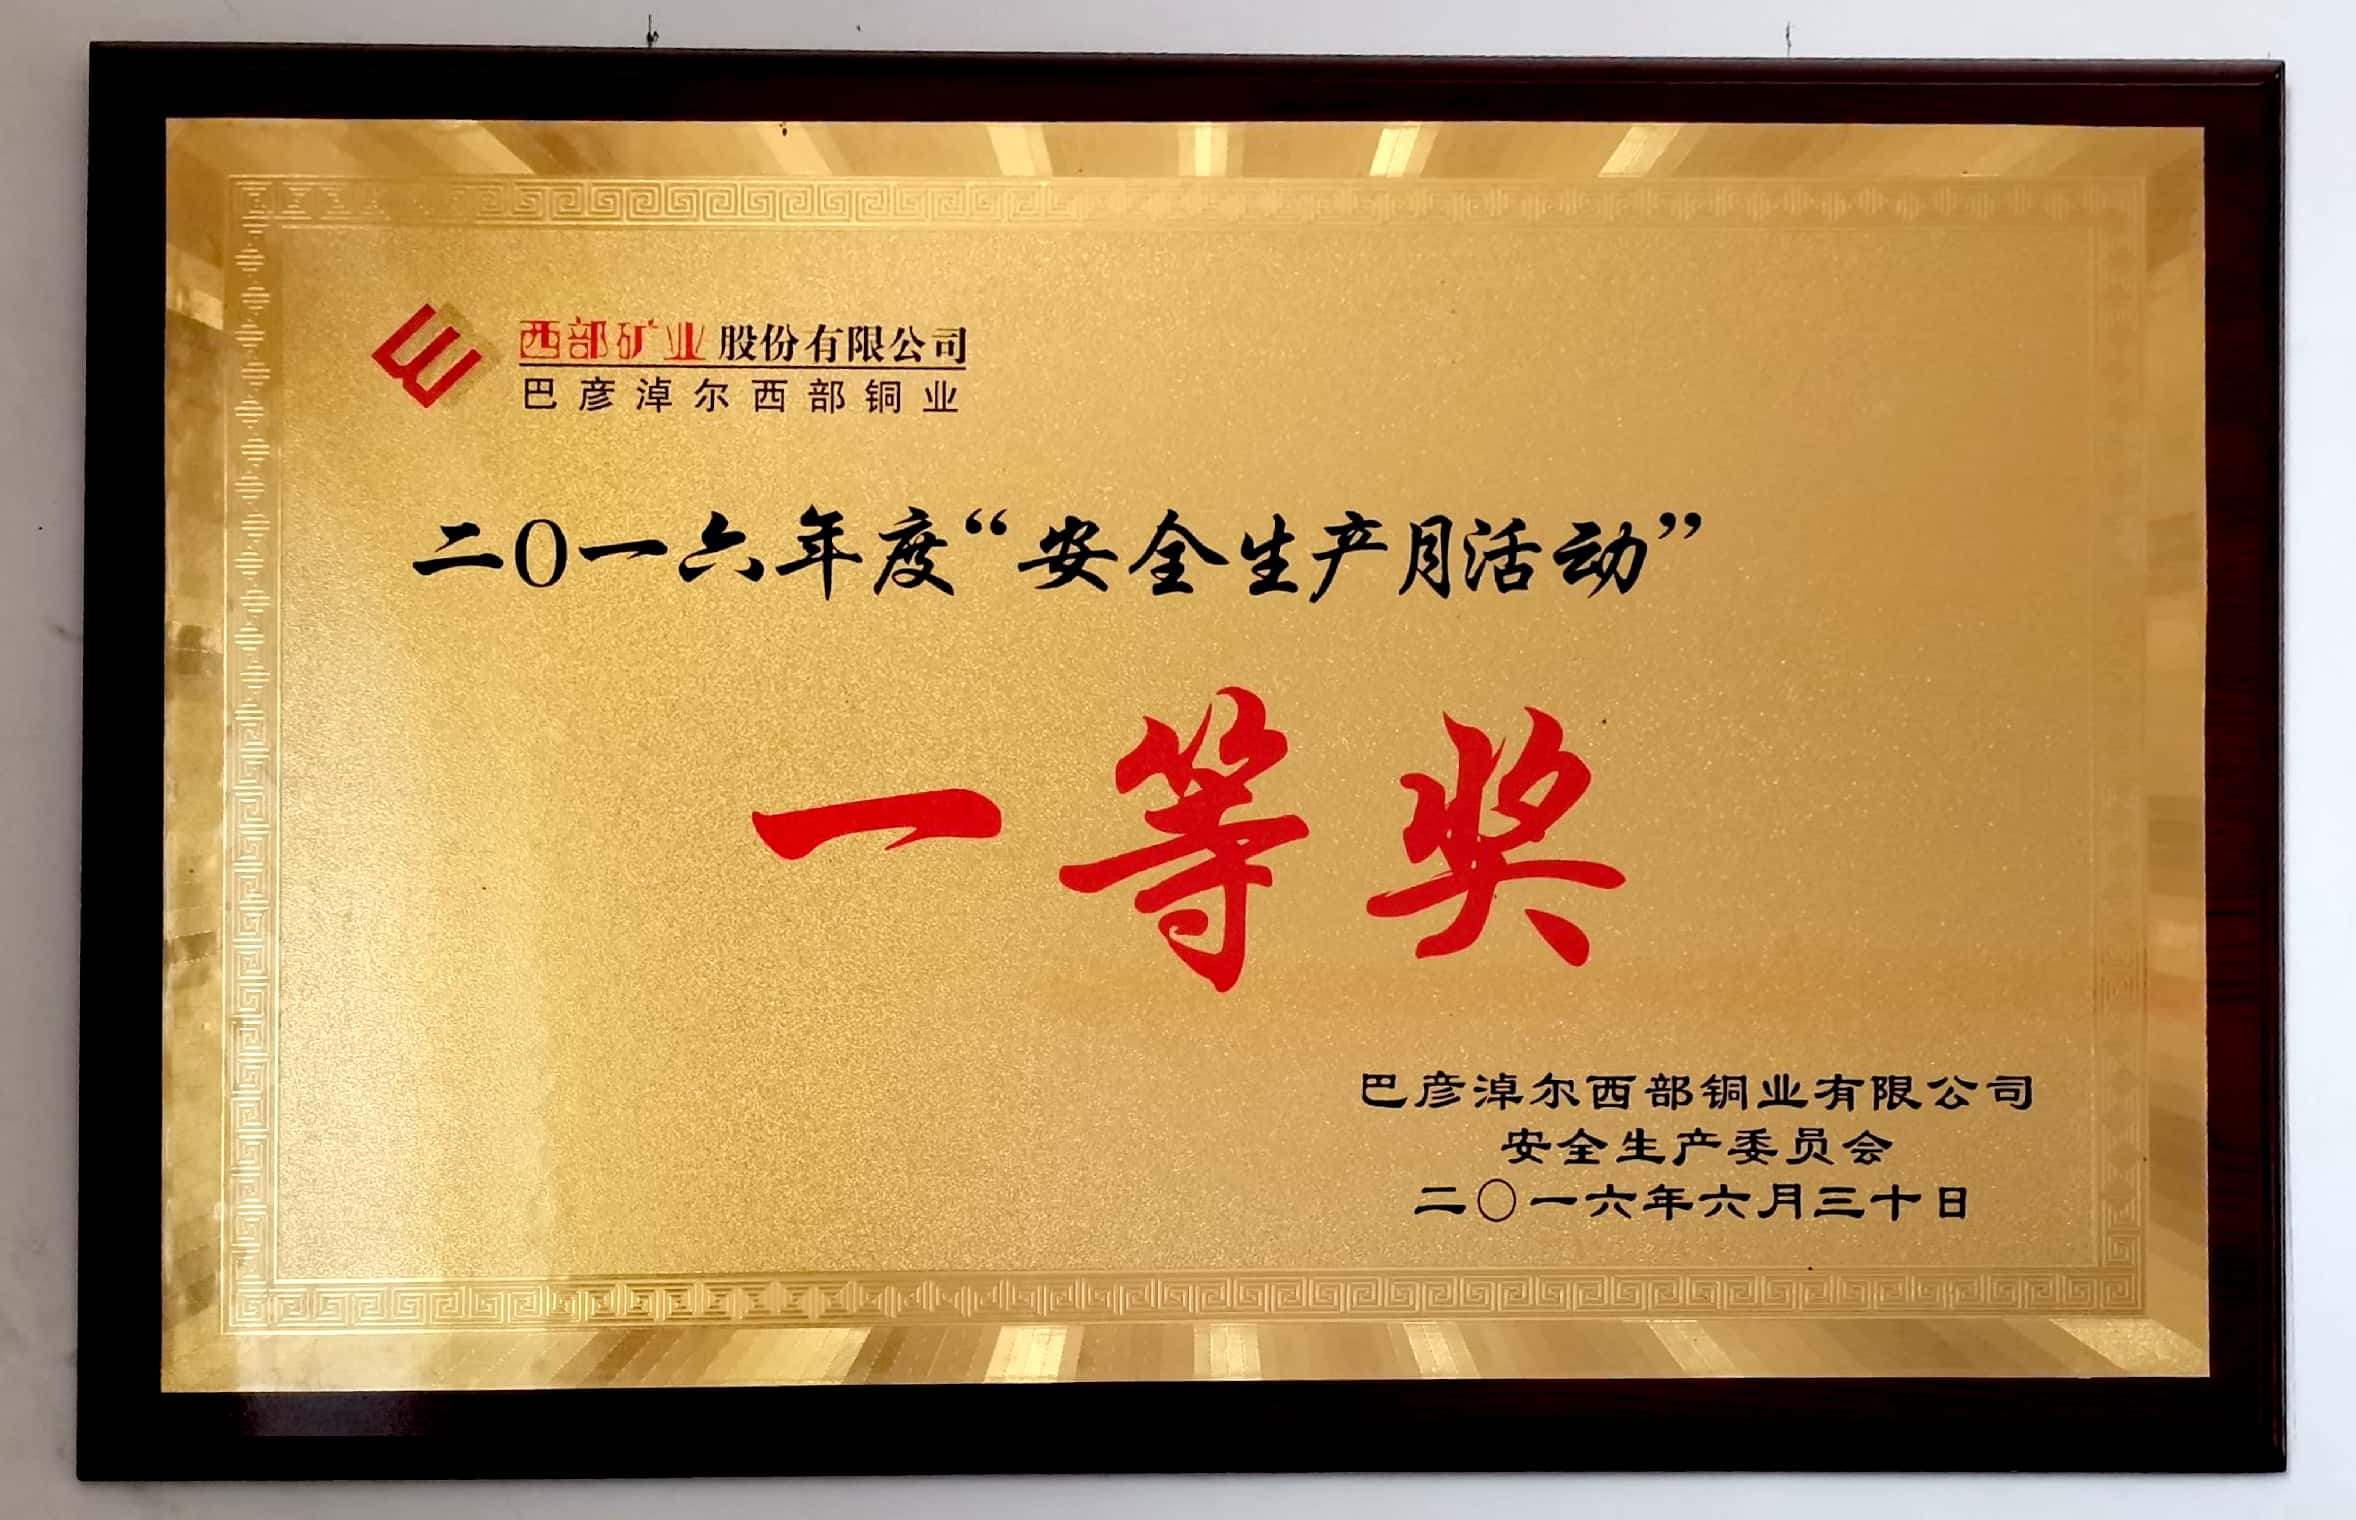 西部矿业股份有限公司
巴彦淖尔西部铜业
二〇一六年度“安全生产月活动”
一等奖
巴彦淖尔西部铜业有限公司
安全生产委员会
二〇一六年六月三十日